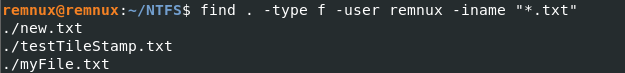 remnux@remnux:~/NTFS$ find . -type f -user remnux -iname "*.txt"
./new.txt
./testTileStamp.txt
./myFile.txt